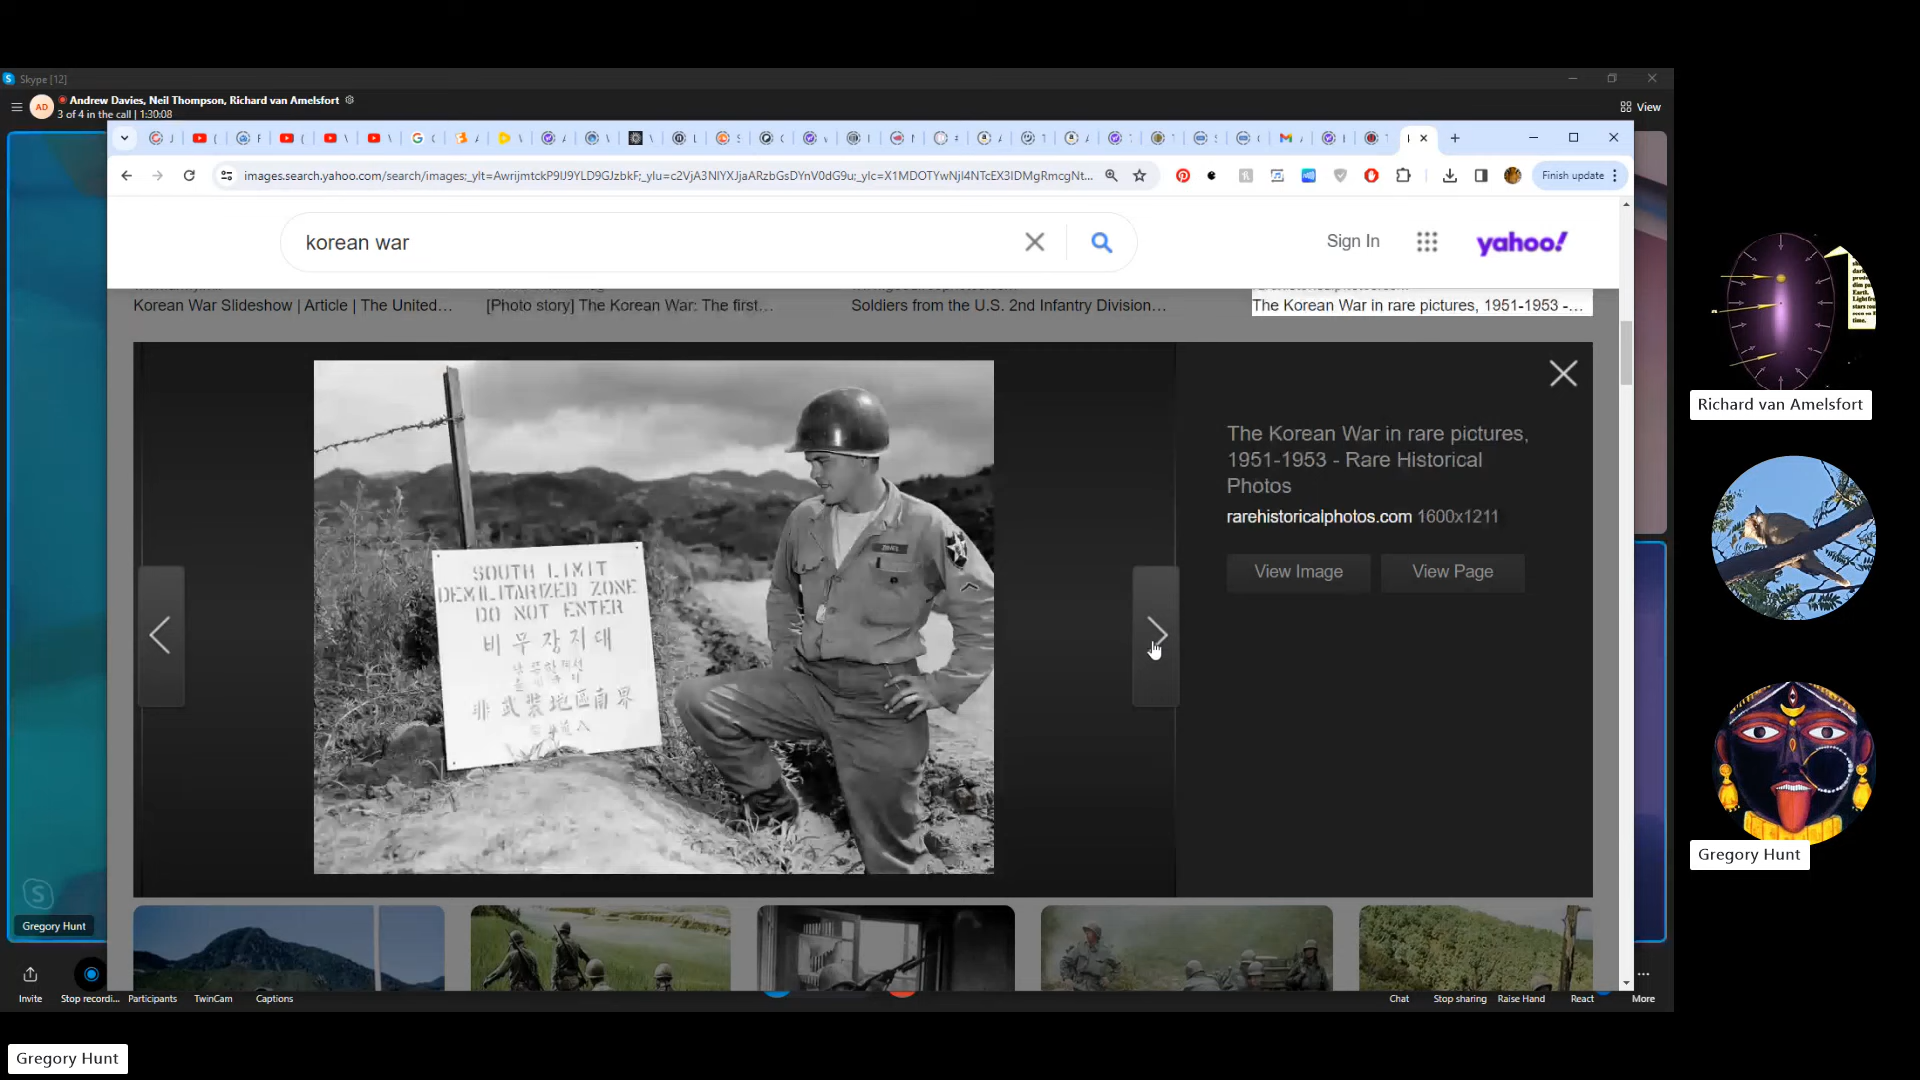 Skype [12]
AD
Andrew Davies, Neil Thompson, Richard van Amelsfort
3 of 4 in the call | 1:30:08
View
images.search.yahoo.com/search/images;_ylt=AwrijmtckP9lJ9YLD9GJzbkF;_ylu=c2VjA3NlYXJjaARzbGsDYnV0dG9u;_ylc=X1MDOTYwNjI4NTcEX3IDMgRmcgNt...
Finish update
korean war
Sign In
yahoo!
Korean War Slideshow | Article | The United...
[Photo story] The Korean War: The first...
Soldiers from the U.S. 2nd Infantry Division...
The Korean War in rare pictures, 1951-1953 -...
SOUTH LIMIT
DEMILITARIZED ZONE
DO NOT ENTER
비무장지대
非武裝地區南界
The Korean War in rare pictures,
1951-1953 - Rare Historical
Photos
rarehistoricalphotos.com 1600x1211
View Image
View Page
Richard van Amelsfort
Gregory Hunt
Gregory Hunt
Invite
Stop recordi...
Participants
TwinCam
Captions
Chat
Stop sharing
Raise Hand
React
More
Gregory Hunt